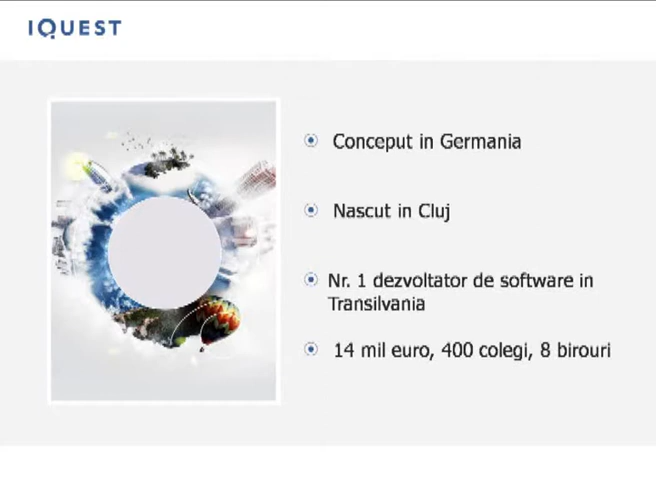 IQUEST
Conceput in Germania
Nascut in Cluj
Nr. 1 dezvoltator de software in
Transilvania
14 mil euro, 400 colegi, 8 birouri